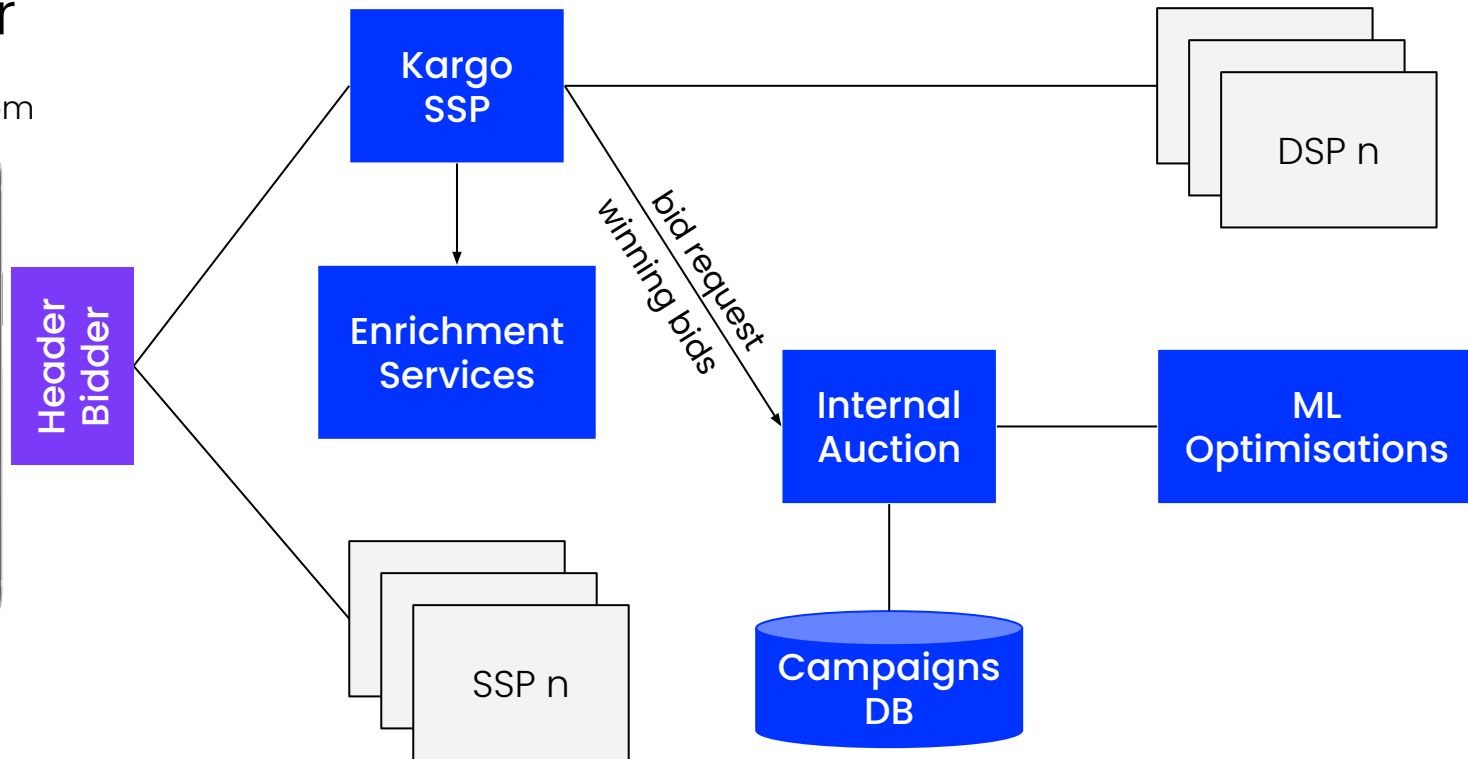 Kargo
SSP
DSP n
bid request
winning bids
Header
Bidder
Enrichment
Services
Internal
Auction
ML
Optimisations
SSP n
Campaigns
DB